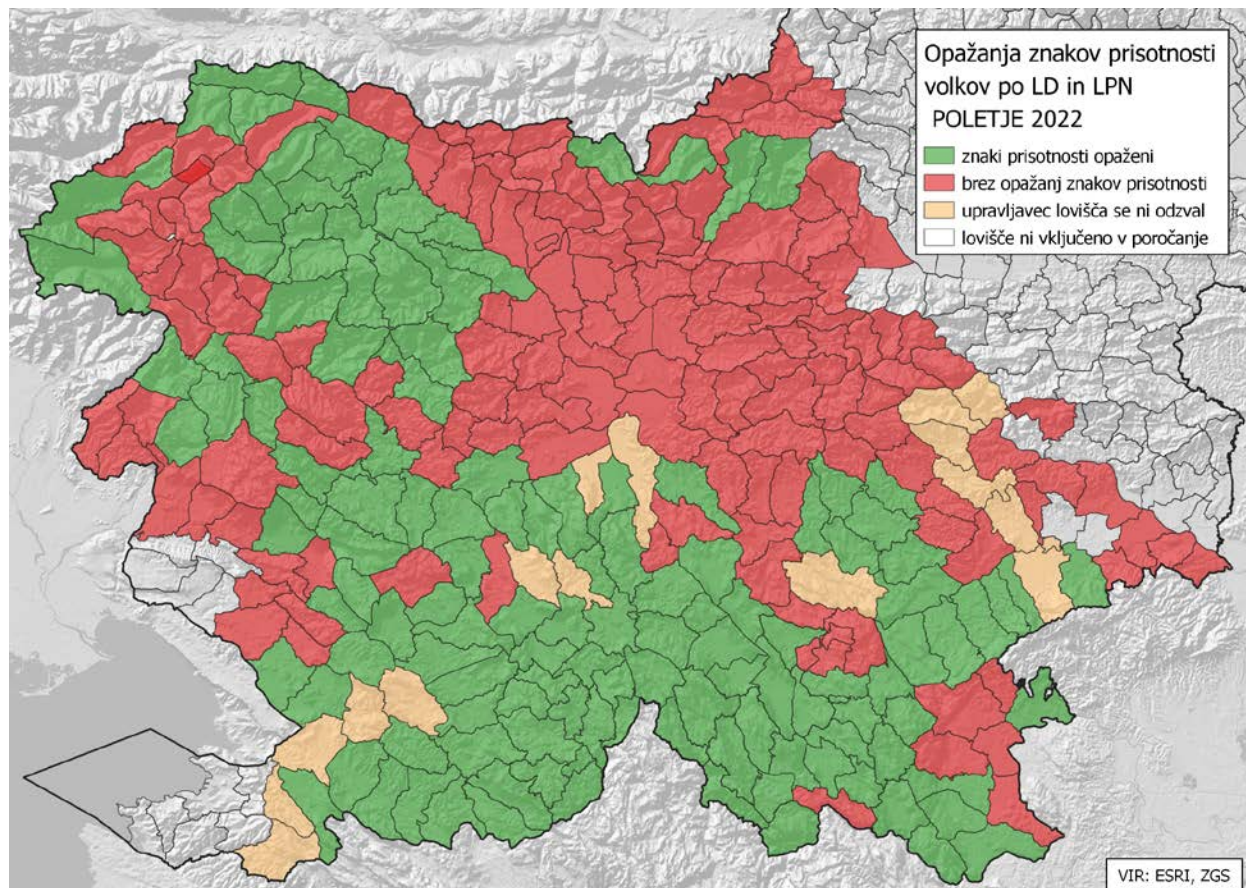 Opažanja znakov prisotnosti
volkov po LD in LPN
POLETJE 2022
znaki prisotnosti opaženi
brez opažanj znakov prisotnosti
upravljavec lovišča se ni odzval
lovišče ni vključeno v poročanje
VIR: ESRI, ZGS